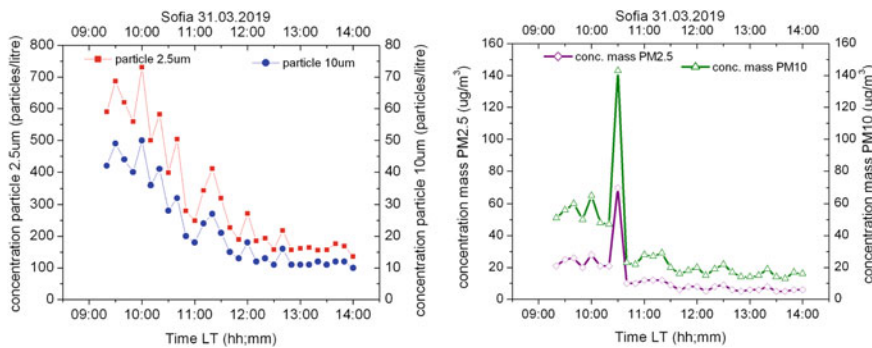 Sofia 31.03.2019
09:00 10:00 11:00 12:00 13:00 14:00
particle 2.5um
particle 10um
concentration particle 2.5um (particles/litre)
800
700
600
500
400
300
200
100
0
concentration particle 10um (particles/litre)
80
70
60
50
40
30
20
10
0
09:00 10:00 11:00 12:00 13:00 14:00
Time LT (hh;mm)
Sofia 31.03.2019
09:00 10:00 11:00 12:00 13:00 14:00
conc. mass PM2.5
conc. mass PM10
concentration mass PM2.5 (ug/m³)
160
140
120
100
80
60
40
20
0
concentration mass PM10 (ug/m³)
160
140
120
100
80
60
40
20
0
09:00 10:00 11:00 12:00 13:00 14:00
Time LT (hh;mm)